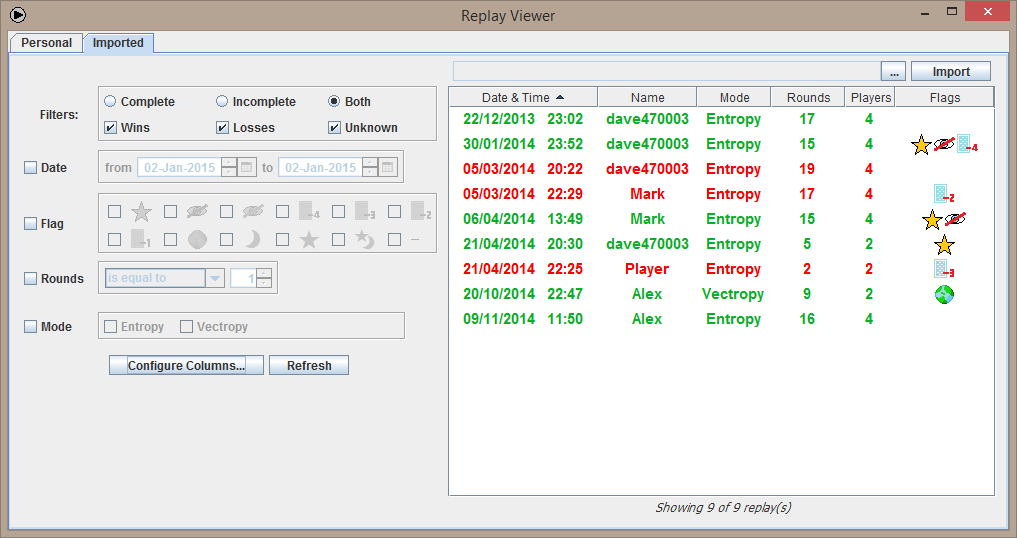 Replay Viewer
Personal Imported
... Import
Filters: Complete Incomplete Both
Wins Losses Unknown
Date from 02-Jan-2015 to 02-Jan-2015
Flag -4 -3 -2
-1 –
Rounds is equal to 1
Mode Entropy Vectropy
Configure Columns... Refresh
Date & Time Name Mode Rounds Players Flags
22/12/2013 23:02 dave470003 Entropy 17 4
30/01/2014 23:52 dave470003 Entropy 15 4 -4
05/03/2014 20:22 dave470003 Entropy 19 4
05/03/2014 22:29 Mark Entropy 17 4 -2
06/04/2014 13:49 Mark Entropy 15 4
21/04/2014 20:30 dave470003 Entropy 5 2
21/04/2014 22:25 Player Entropy 2 2 -3
20/10/2014 22:47 Alex Vectropy 9 2
09/11/2014 11:50 Alex Entropy 16 4
Showing 9 of 9 replay(s)